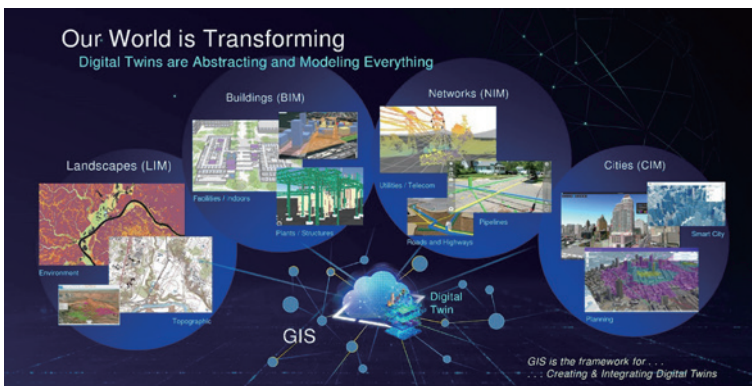 Our World is Transforming
Digital Twins are Abstracting and Modeling Everything
Landscapes (LIM)
Environment
Topographic
Buildings (BIM)
Facilities / Indoors
Plants / Structures
Networks (NIM)
Utilities / Telecom
Pipelines
Roads and Highways
Cities (CIM)
Smart City
Planning
GIS
Digital
Twin
GIS is the framework for . . .
. . . Creating & Integrating Digital Twins